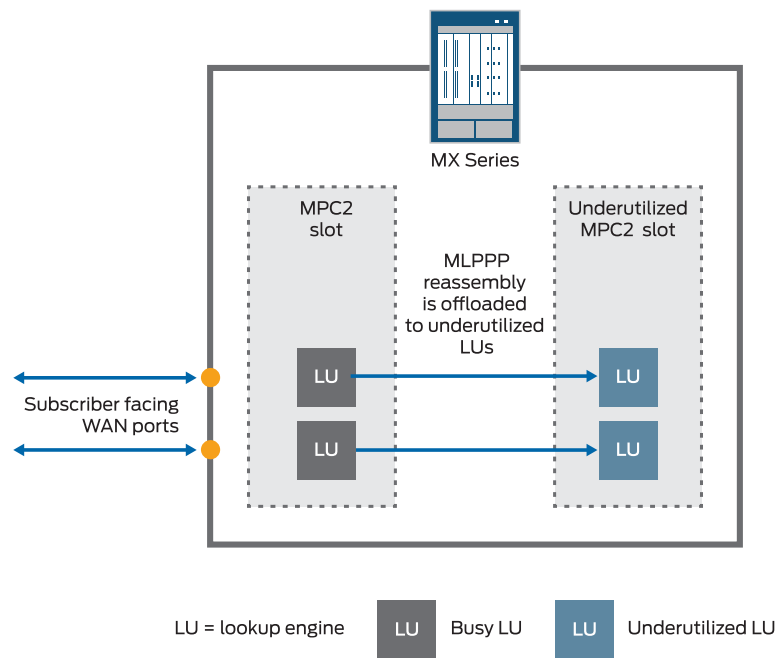 MX Series
MPC2
slot
Underutilized
MPC2 slot
MLPPP
reassembly
is offloaded
to underutilized
LUs
LU
LU
Subscriber facing
WAN ports
LU
LU
LU = lookup engine
LU
Busy LU
LU
Underutilized LU